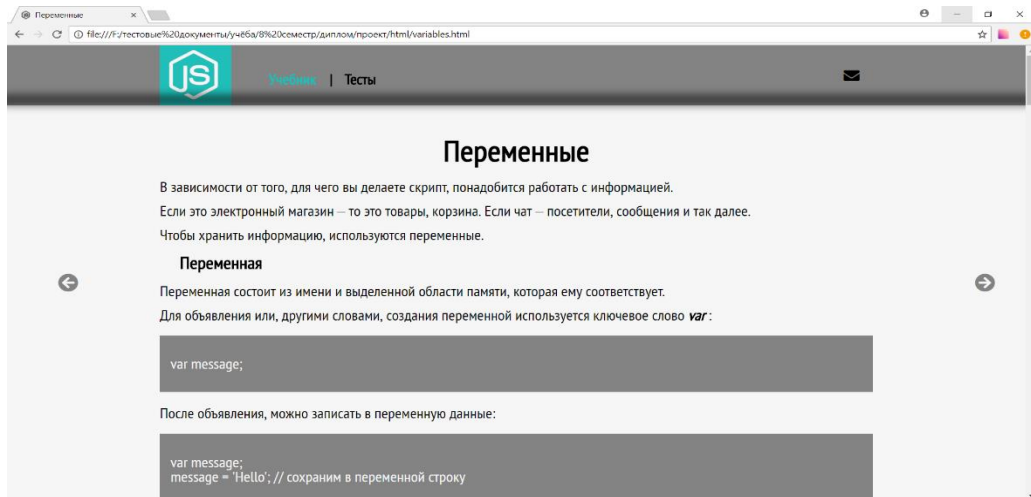 Переменные
file:///F:/тестовые%20документы/учёба/8%20семестр/диплом/проект/html/variables.html
JS
Учебник | Тесты
Переменные
В зависимости от того, для чего вы делаете скрипт, понадобится работать с информацией.
Если это электронный магазин – то это товары, корзина. Если чат – посетители, сообщения и так далее.
Чтобы хранить информацию, используются переменные.
Переменная
Переменная состоит из имени и выделенной области памяти, которая ему соответствует.
Для объявления или, другими словами, создания переменной используется ключевое слово var :
var message;
После объявления, можно записать в переменную данные:
var message;
message = 'Hello'; // сохраним в переменной строку